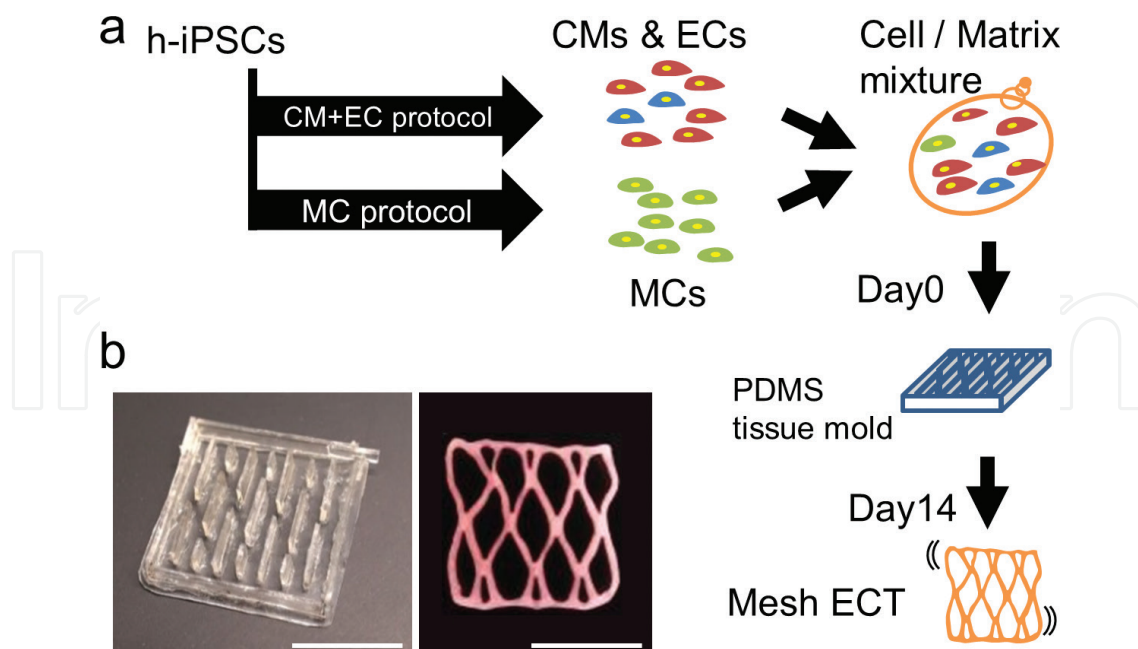 a
h-iPSCs
CMs & ECs
Cell / Matrix
mixture
CM+EC protocol
MC protocol
MCs
Day0
b
PDMS
tissue mold
Day14
Mesh ECT